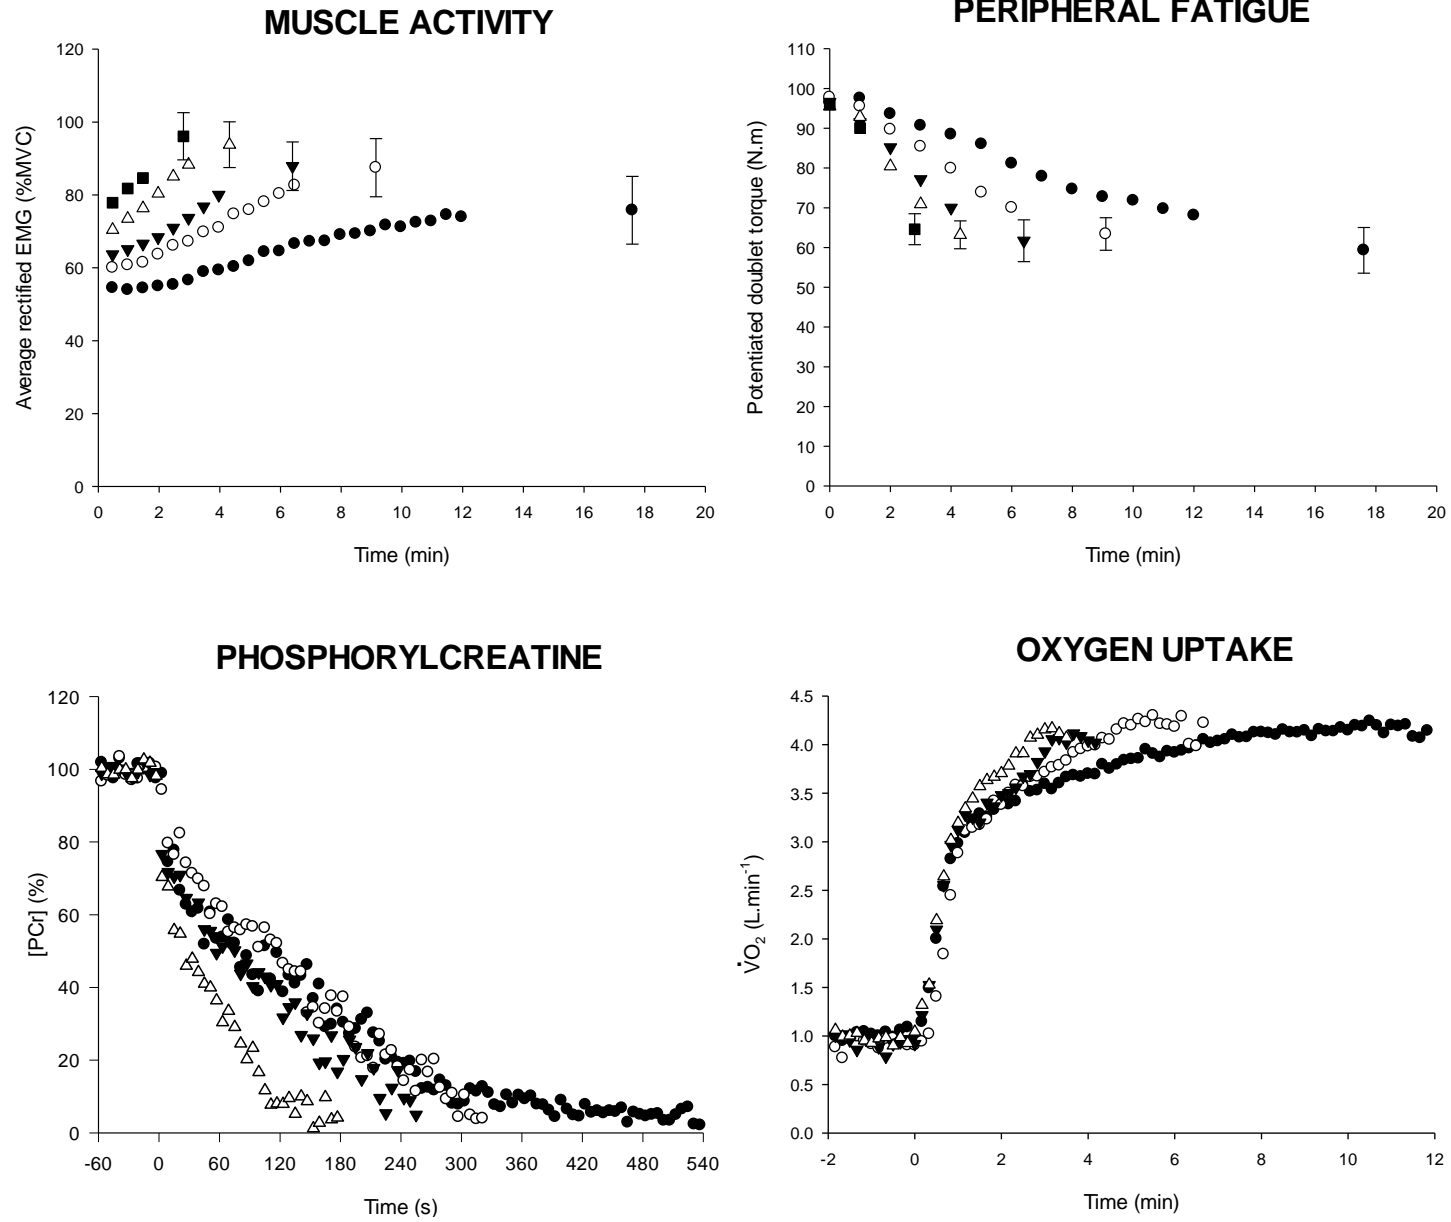 MUSCLE ACTIVITY
Average rectified EMG (%MVC)
120
100
80
60
40
20
0
0 2 4 6 8 10 12 14 16 18 20
Time (min)
PERIPHERAL FATIGUE
Potentiated doublet torque (N.m)
110
100
90
80
70
60
50
40
30
20
10
0
0 2 4 6 8 10 12 14 16 18 20
Time (min)
PHOSPHORYLCREATINE
[PCr] (%)
120
100
80
60
40
20
0
-60 0 60 120 180 240 300 360 420 480 540
Time (s)
OXYGEN UPTAKE
V̇O₂ (L.min⁻¹)
4.5
4.0
3.5
3.0
2.5
2.0
1.5
1.0
0.5
0.0
-2 0 2 4 6 8 10 12
Time (min)